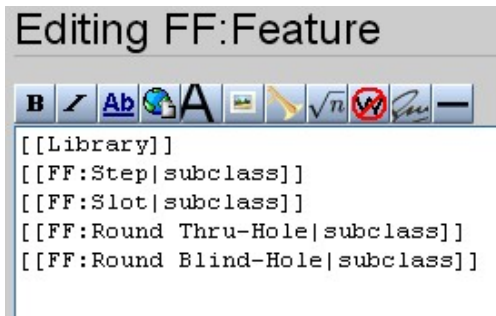 Editing FF:Feature
B I Ab A √n W
[[Library]]
[[FF:Step|subclass]]
[[FF:Slot|subclass]]
[[FF:Round Thru-Hole|subclass]]
[[FF:Round Blind-Hole|subclass]]